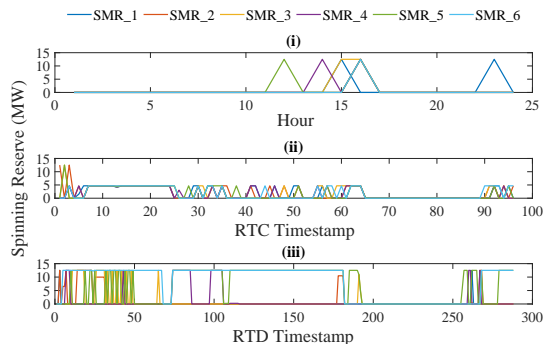 SMR_1 SMR_2 SMR_3 SMR_4 SMR_5 SMR_6
(i)
15
10
5
0
0 5 10 15 20 25
Hour
Spinning Reserve (MW)
(ii)
15
10
5
0
0 10 20 30 40 50 60 70 80 90 100
RTC Timestamp
(iii)
15
10
5
0
0 50 100 150 200 250 300
RTD Timestamp